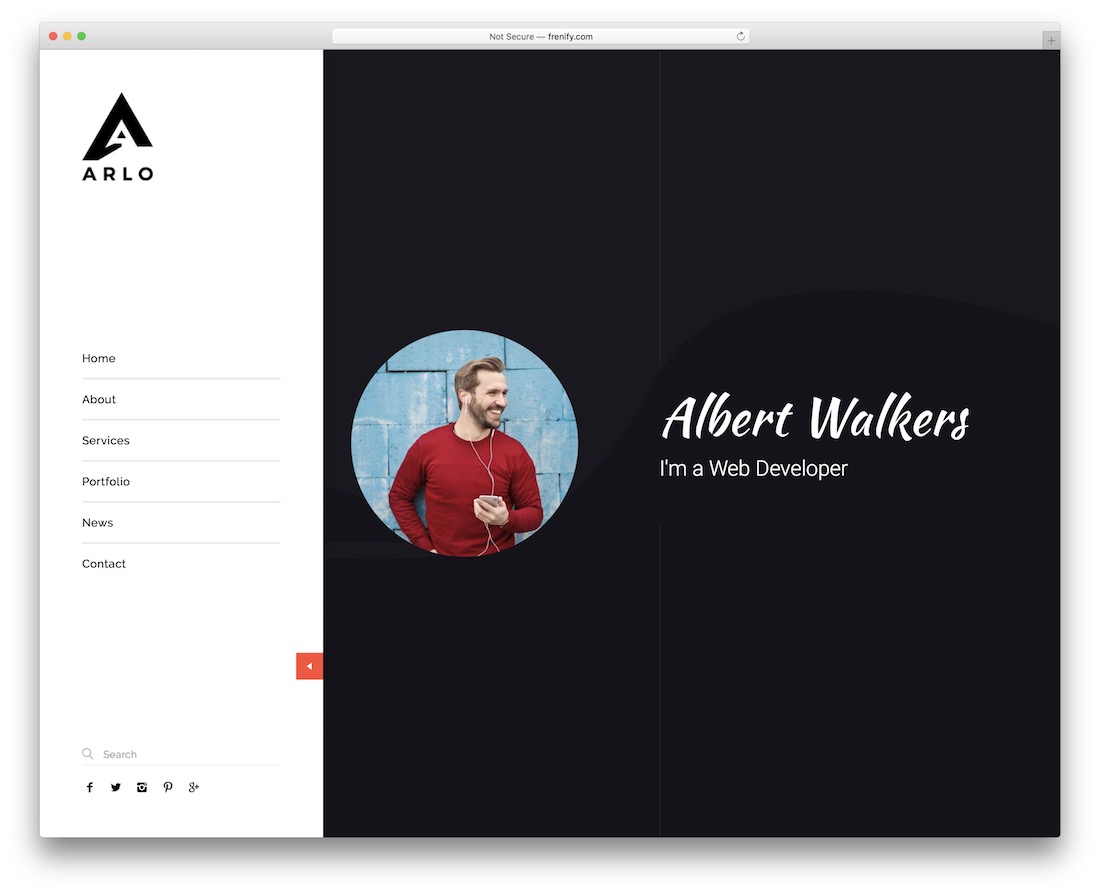 Not Secure — frenify.com
ARLO
Home
About
Services
Portfolio
News
Contact
Search
Albert Walkers
I'm a Web Developer